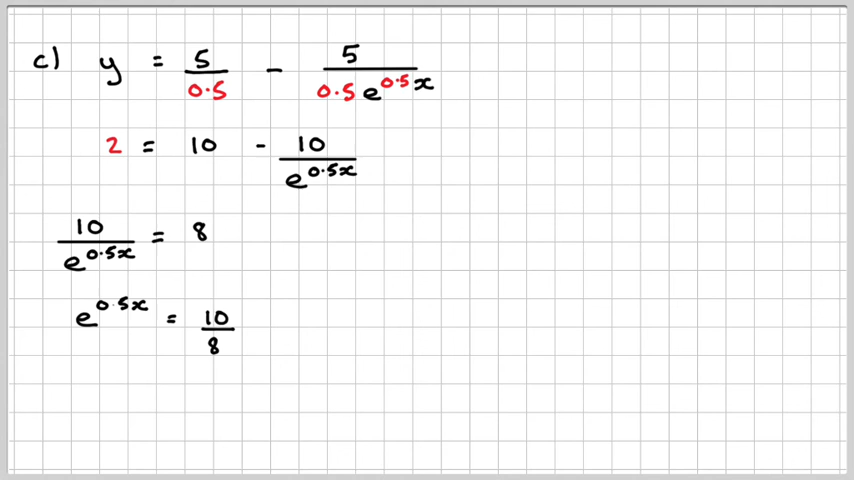 c) y = 5/0.5 - 5/0.5e^0.5x
2 = 10 - 10/e^0.5x
10/e^0.5x = 8
e^0.5x = 10/8